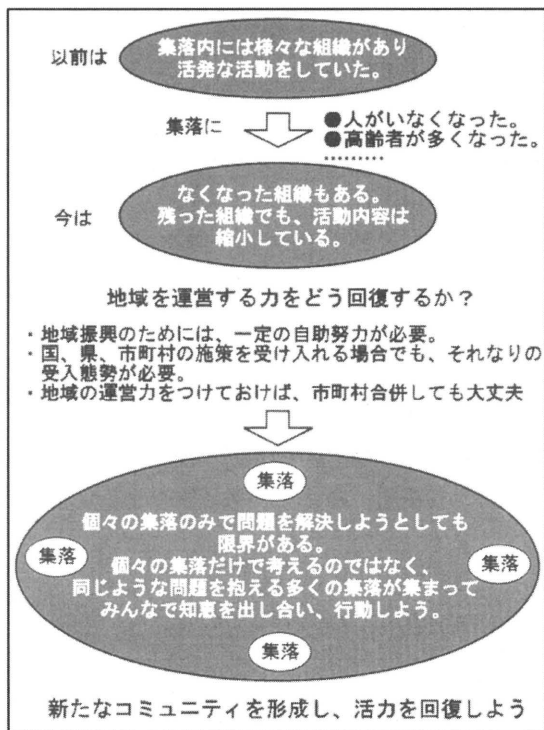 以前は
集落内には様々な組織があり
活発な活動をしていた。
集落に
●人がいなくなった。
●高齢者が多くなった。
………
今は
なくなった組織もある。
残った組織でも、活動内容は
縮小している。
地域を運営する力をどう回復するか？
・地域振興のためには、一定の自助努力が必要。
・国、県、市町村の施策を受け入れる場合でも、それなりの
受入態勢が必要。
・地域の運営力をつけておけば、市町村合併しても大丈夫
集落
個々の集落のみで問題を解決しようとしても
限界がある。
集落
集落
個々の集落だけで考えるのではなく、
同じような問題を抱える多くの集落が集まって
みんなで知恵を出し合い、行動しよう。
集落
新たなコミュニティを形成し、活力を回復しよう